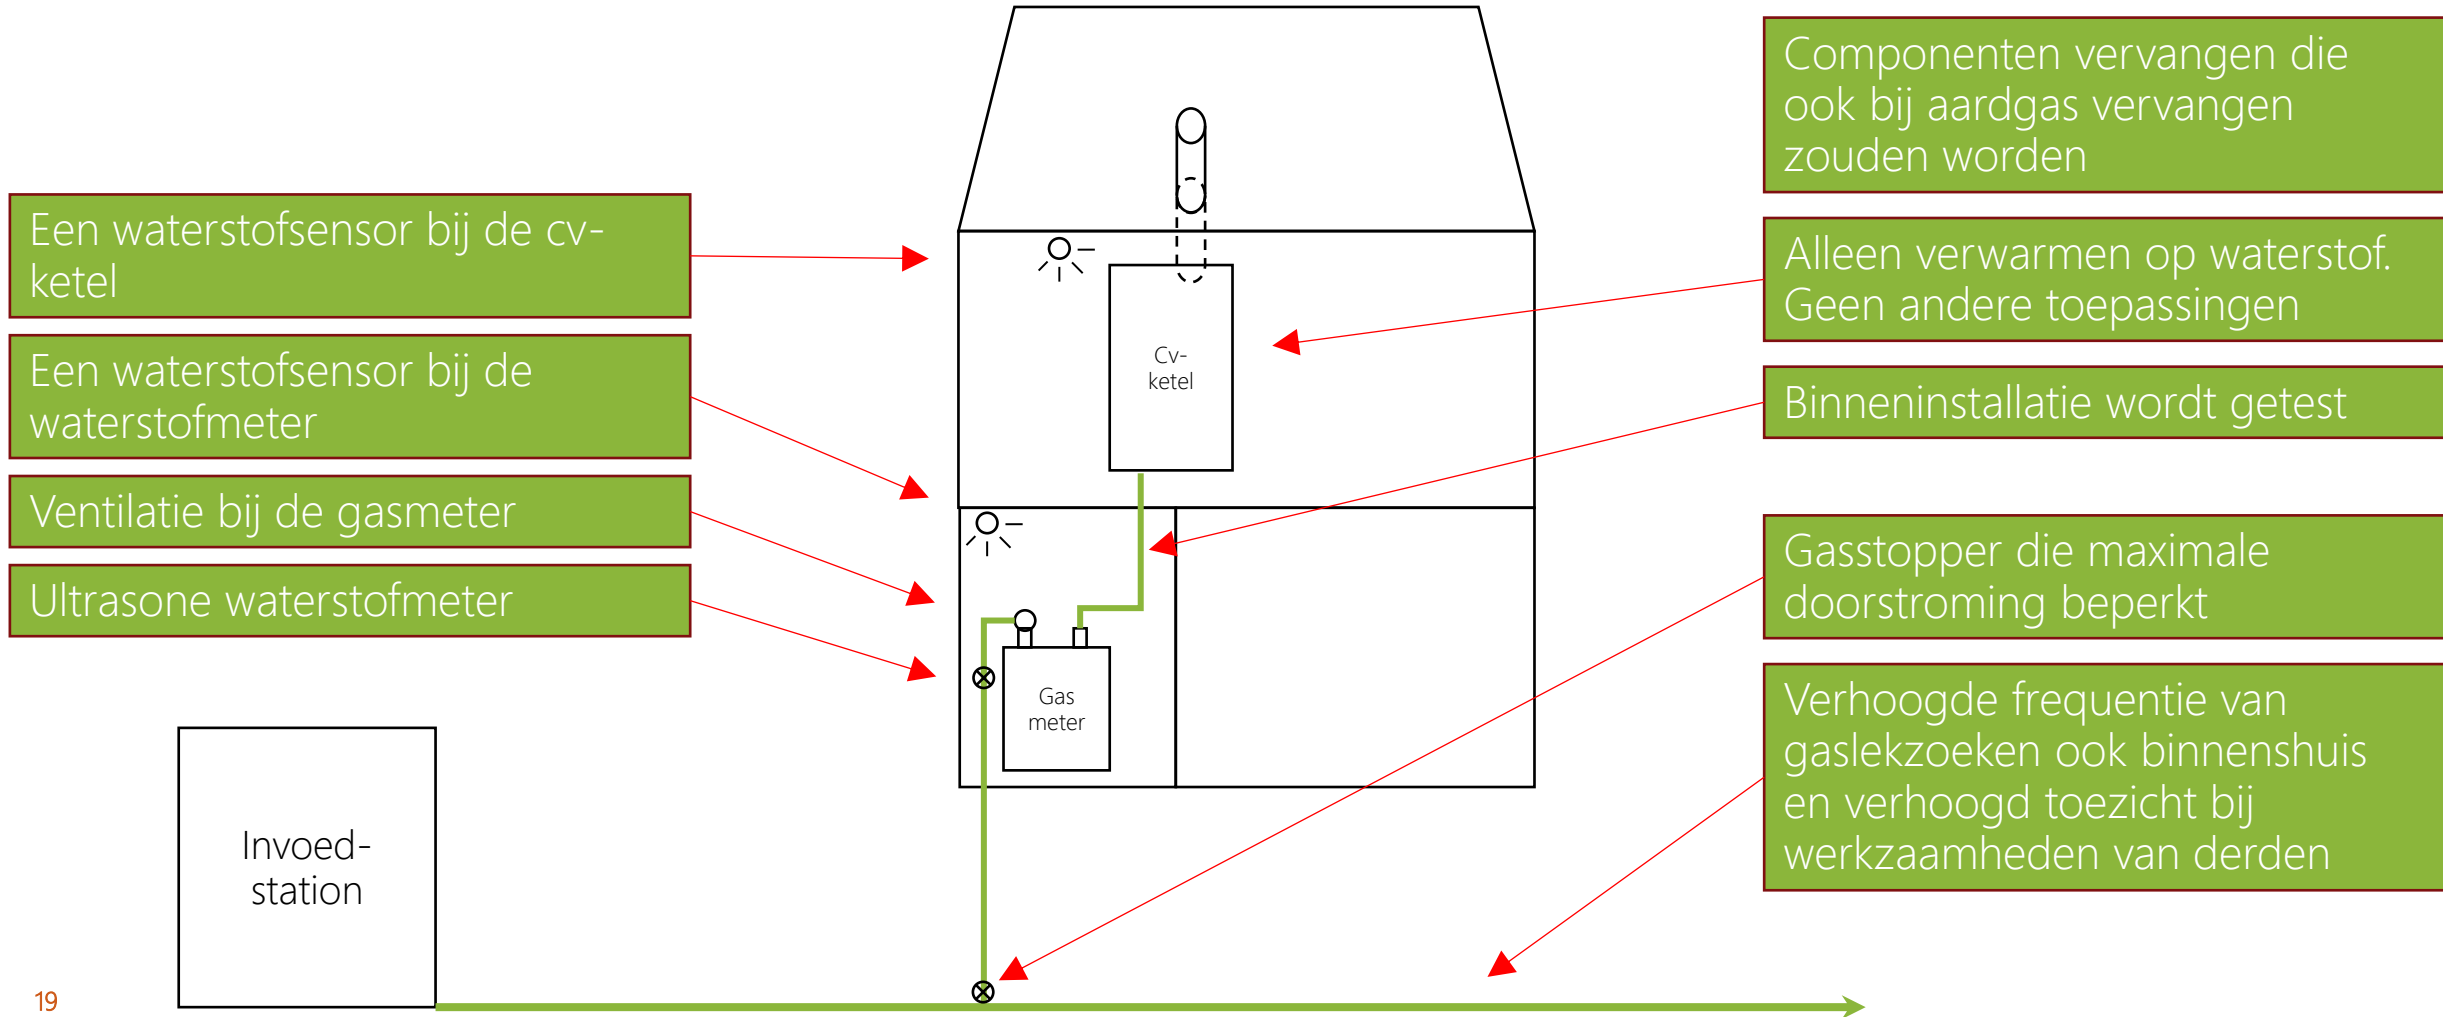 Een waterstofsensor bij de cv-
ketel
Een waterstofsensor bij de
waterstofmeter
Ventilatie bij de gasmeter
Ultrasone waterstofmeter
Invoed-
station
19
Cv-
ketel
Gas
meter
Componenten vervangen die
ook bij aardgas vervangen
zouden worden
Alleen verwarmen op waterstof.
Geen andere toepassingen
Binneninstallatie wordt getest
Gasstopper die maximale
doorstroming beperkt
Verhoogde frequentie van
gaslekzoeken ook binnenshuis
en verhoogd toezicht bij
werkzaamheden van derden